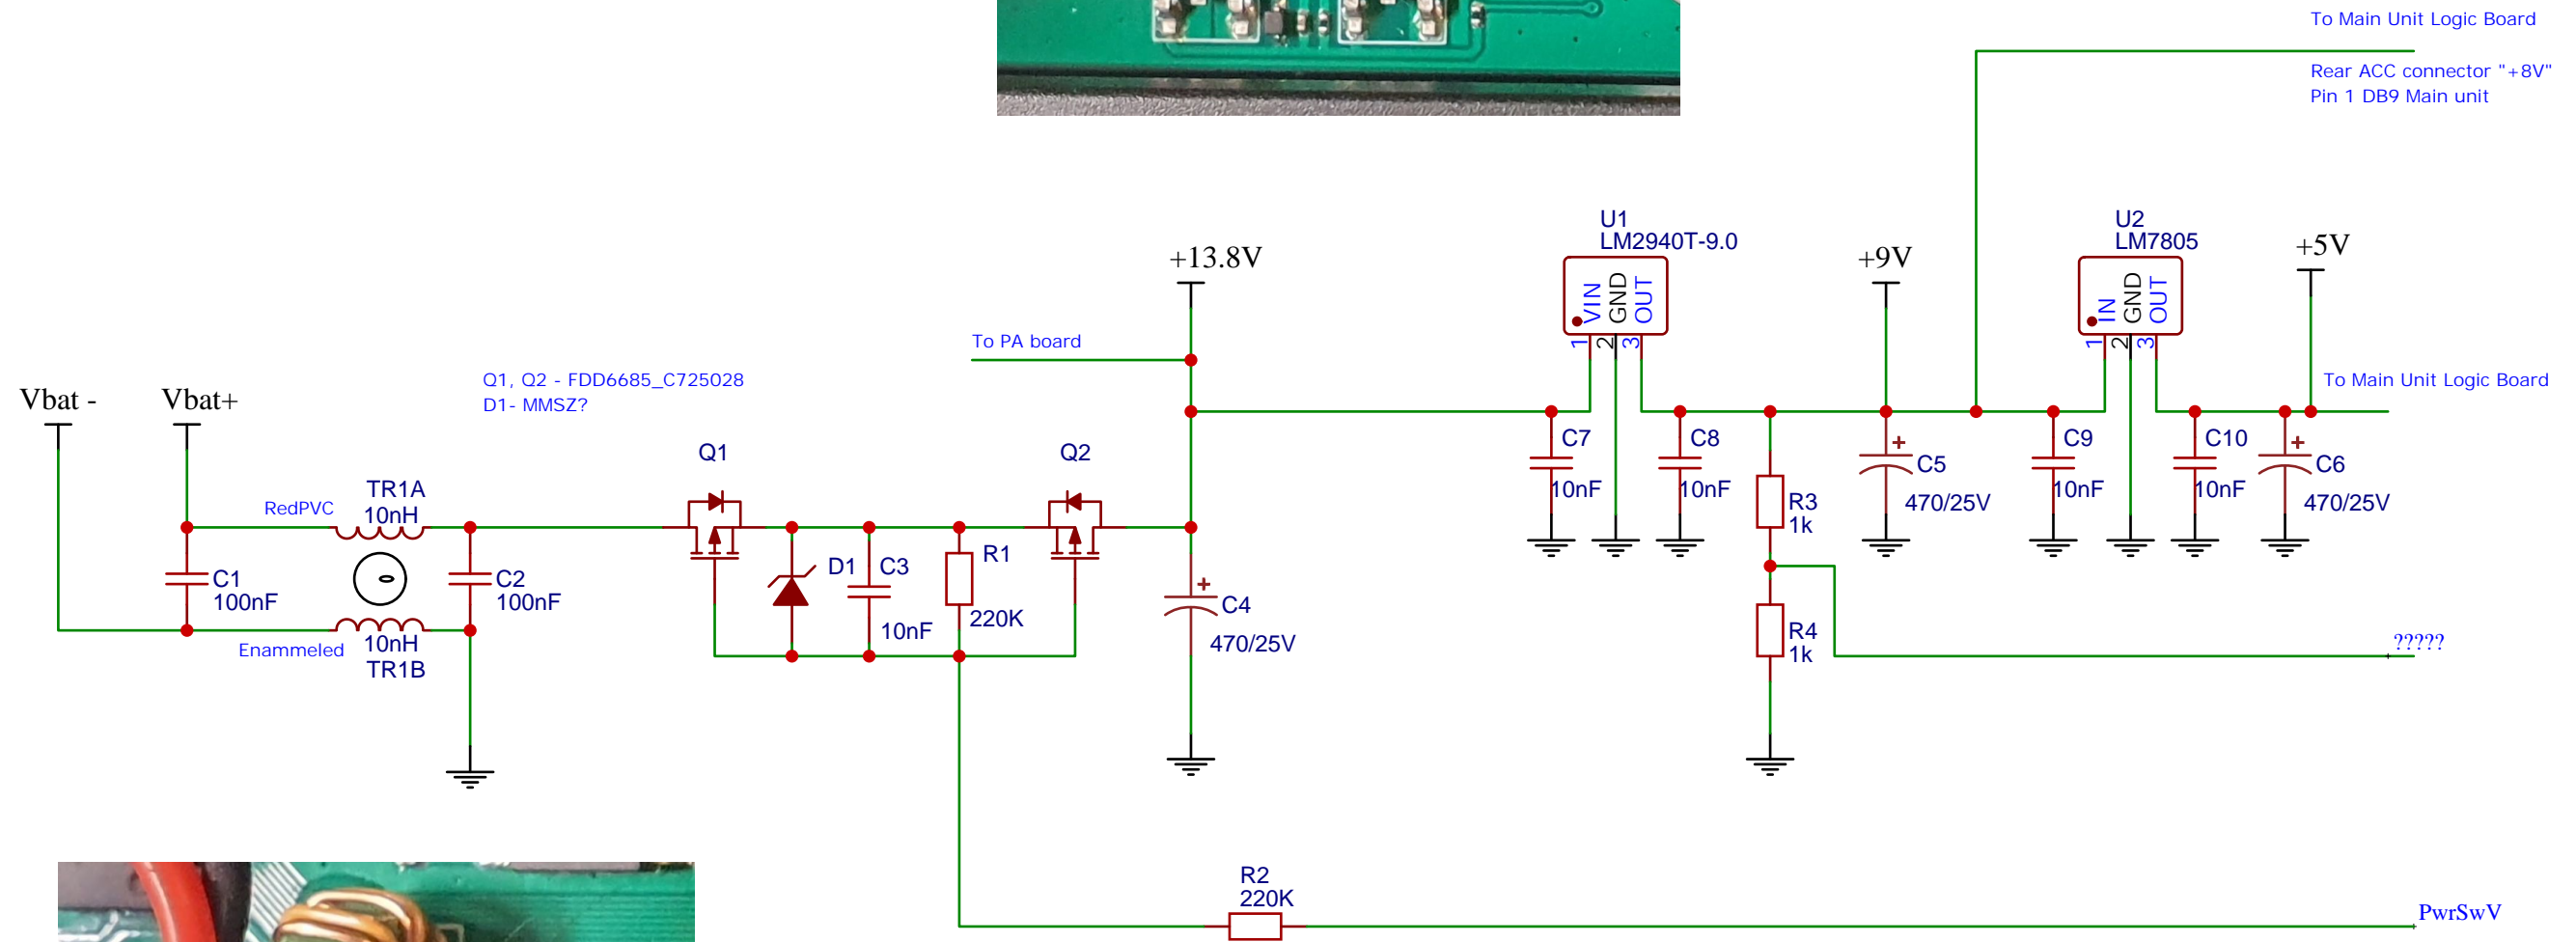 To Main Unit Logic Board
Rear ACC connector "+8V"
Pin 1 DB9 Main unit
U1
LM2940T-9.0
U2
LM7805
+13.8V
+9V
+5V
VIN
GND
OUT
IN
GND
OUT
1
2
3
1
2
3
To PA board
To Main Unit Logic Board
Q1, Q2 - FDD6685_C725028
D1- MMSZ?
Vbat -
Vbat+
Q1
Q2
C7
10nF
C8
10nF
+
C5
470/25V
C9
10nF
C10
10nF
+
C6
470/25V
TR1A
10nH
RedPVC
R3
1k
C1
100nF
C2
100nF
D1
C3
10nF
R1
220K
+
C4
470/25V
R4
1k
10nH
TR1B
Enammeled
?????
R2
220K
PwrSwV